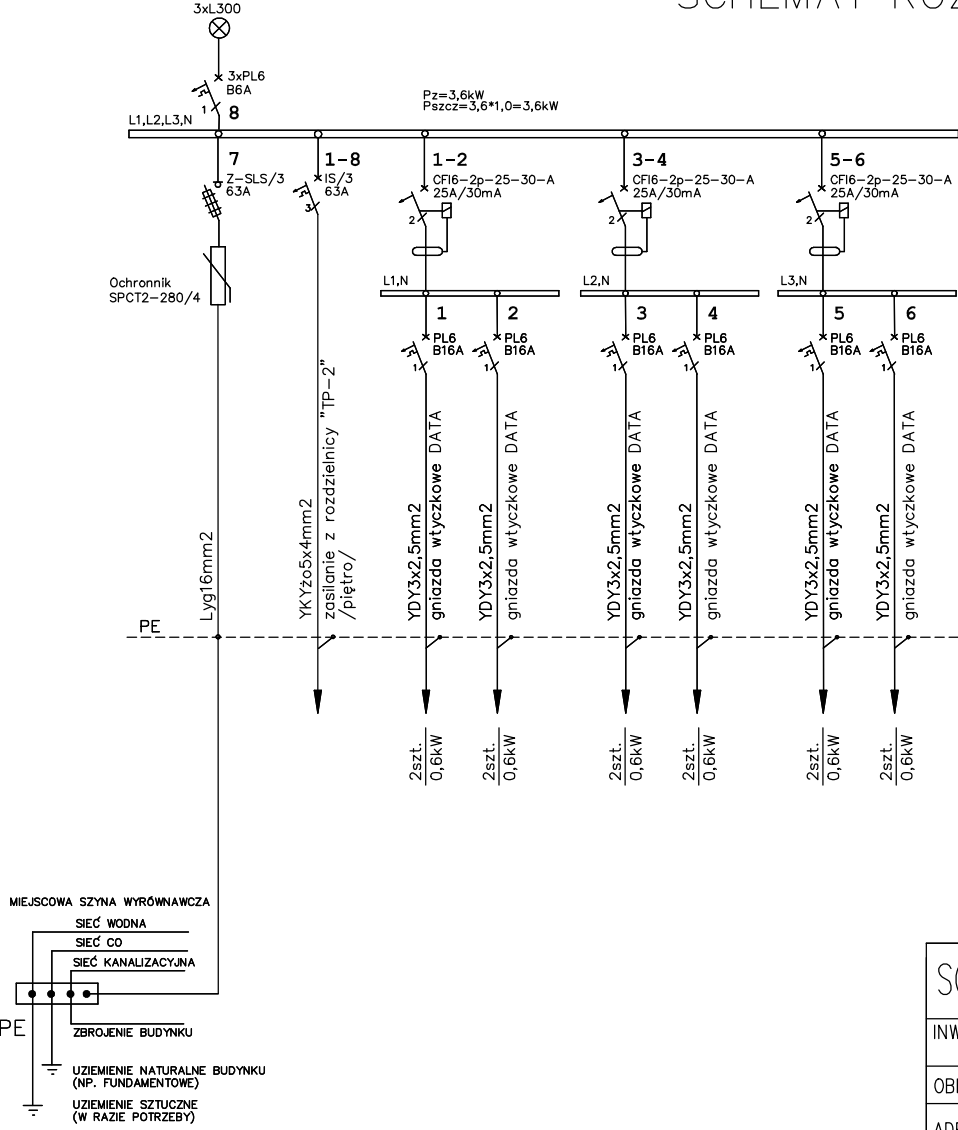 SCHEMAT
3xL300
3xPL6
B6A
1
8
Pz=3,6kW
Pszcz=3,6*1,0=3,6kW
L1,L2,L3,N
7
Z-SLS/3
63A
1-8
IS/3
63A
3
1-2
CFI6-2p-25-30-A
25A/30mA
2
3-4
CFI6-2p-25-30-A
25A/30mA
2
5-6
CFI6-2p-25-30-A
25A/30mA
2
Ochronnik
SPCT2-280/4
L1,N
L2,N
L3,N
1
PL6
B16A
1
2
PL6
B16A
1
3
PL6
B16A
1
4
PL6
B16A
1
5
PL6
B16A
1
6
PL6
B16A
1
Lyg16mm2
YKYżo5x4mm2
zasilanie z rozdzielnicy "TP-2"
/piętro/
YDY3x2,5mm2
gniazda wtyczkowe DATA
YDY3x2,5mm2
gniazda wtyczkowe DATA
YDY3x2,5mm2
gniazda wtyczkowe DATA
YDY3x2,5mm2
gniazda wtyczkowe DATA
YDY3x2,5mm2
gniazda wtyczkowe DATA
YDY3x2,5mm2
gniazda wtyczkowe DATA
PE
2szt.
0,6kW
2szt.
0,6kW
2szt.
0,6kW
2szt.
0,6kW
2szt.
0,6kW
2szt.
0,6kW
MIEJSCOWA SZYNA WYRÓWNAWCZA
SIEĆ WODNA
SIEĆ CO
SIEĆ KANALIZACYJNA
PE
ZBROJENIE BUDYNKU
UZIEMIENIE NATURALNE BUDYNKU
(NP. FUNDAMENTOWE)
UZIEMIENIE SZTUCZNE
(W RAZIE POTRZEBY)